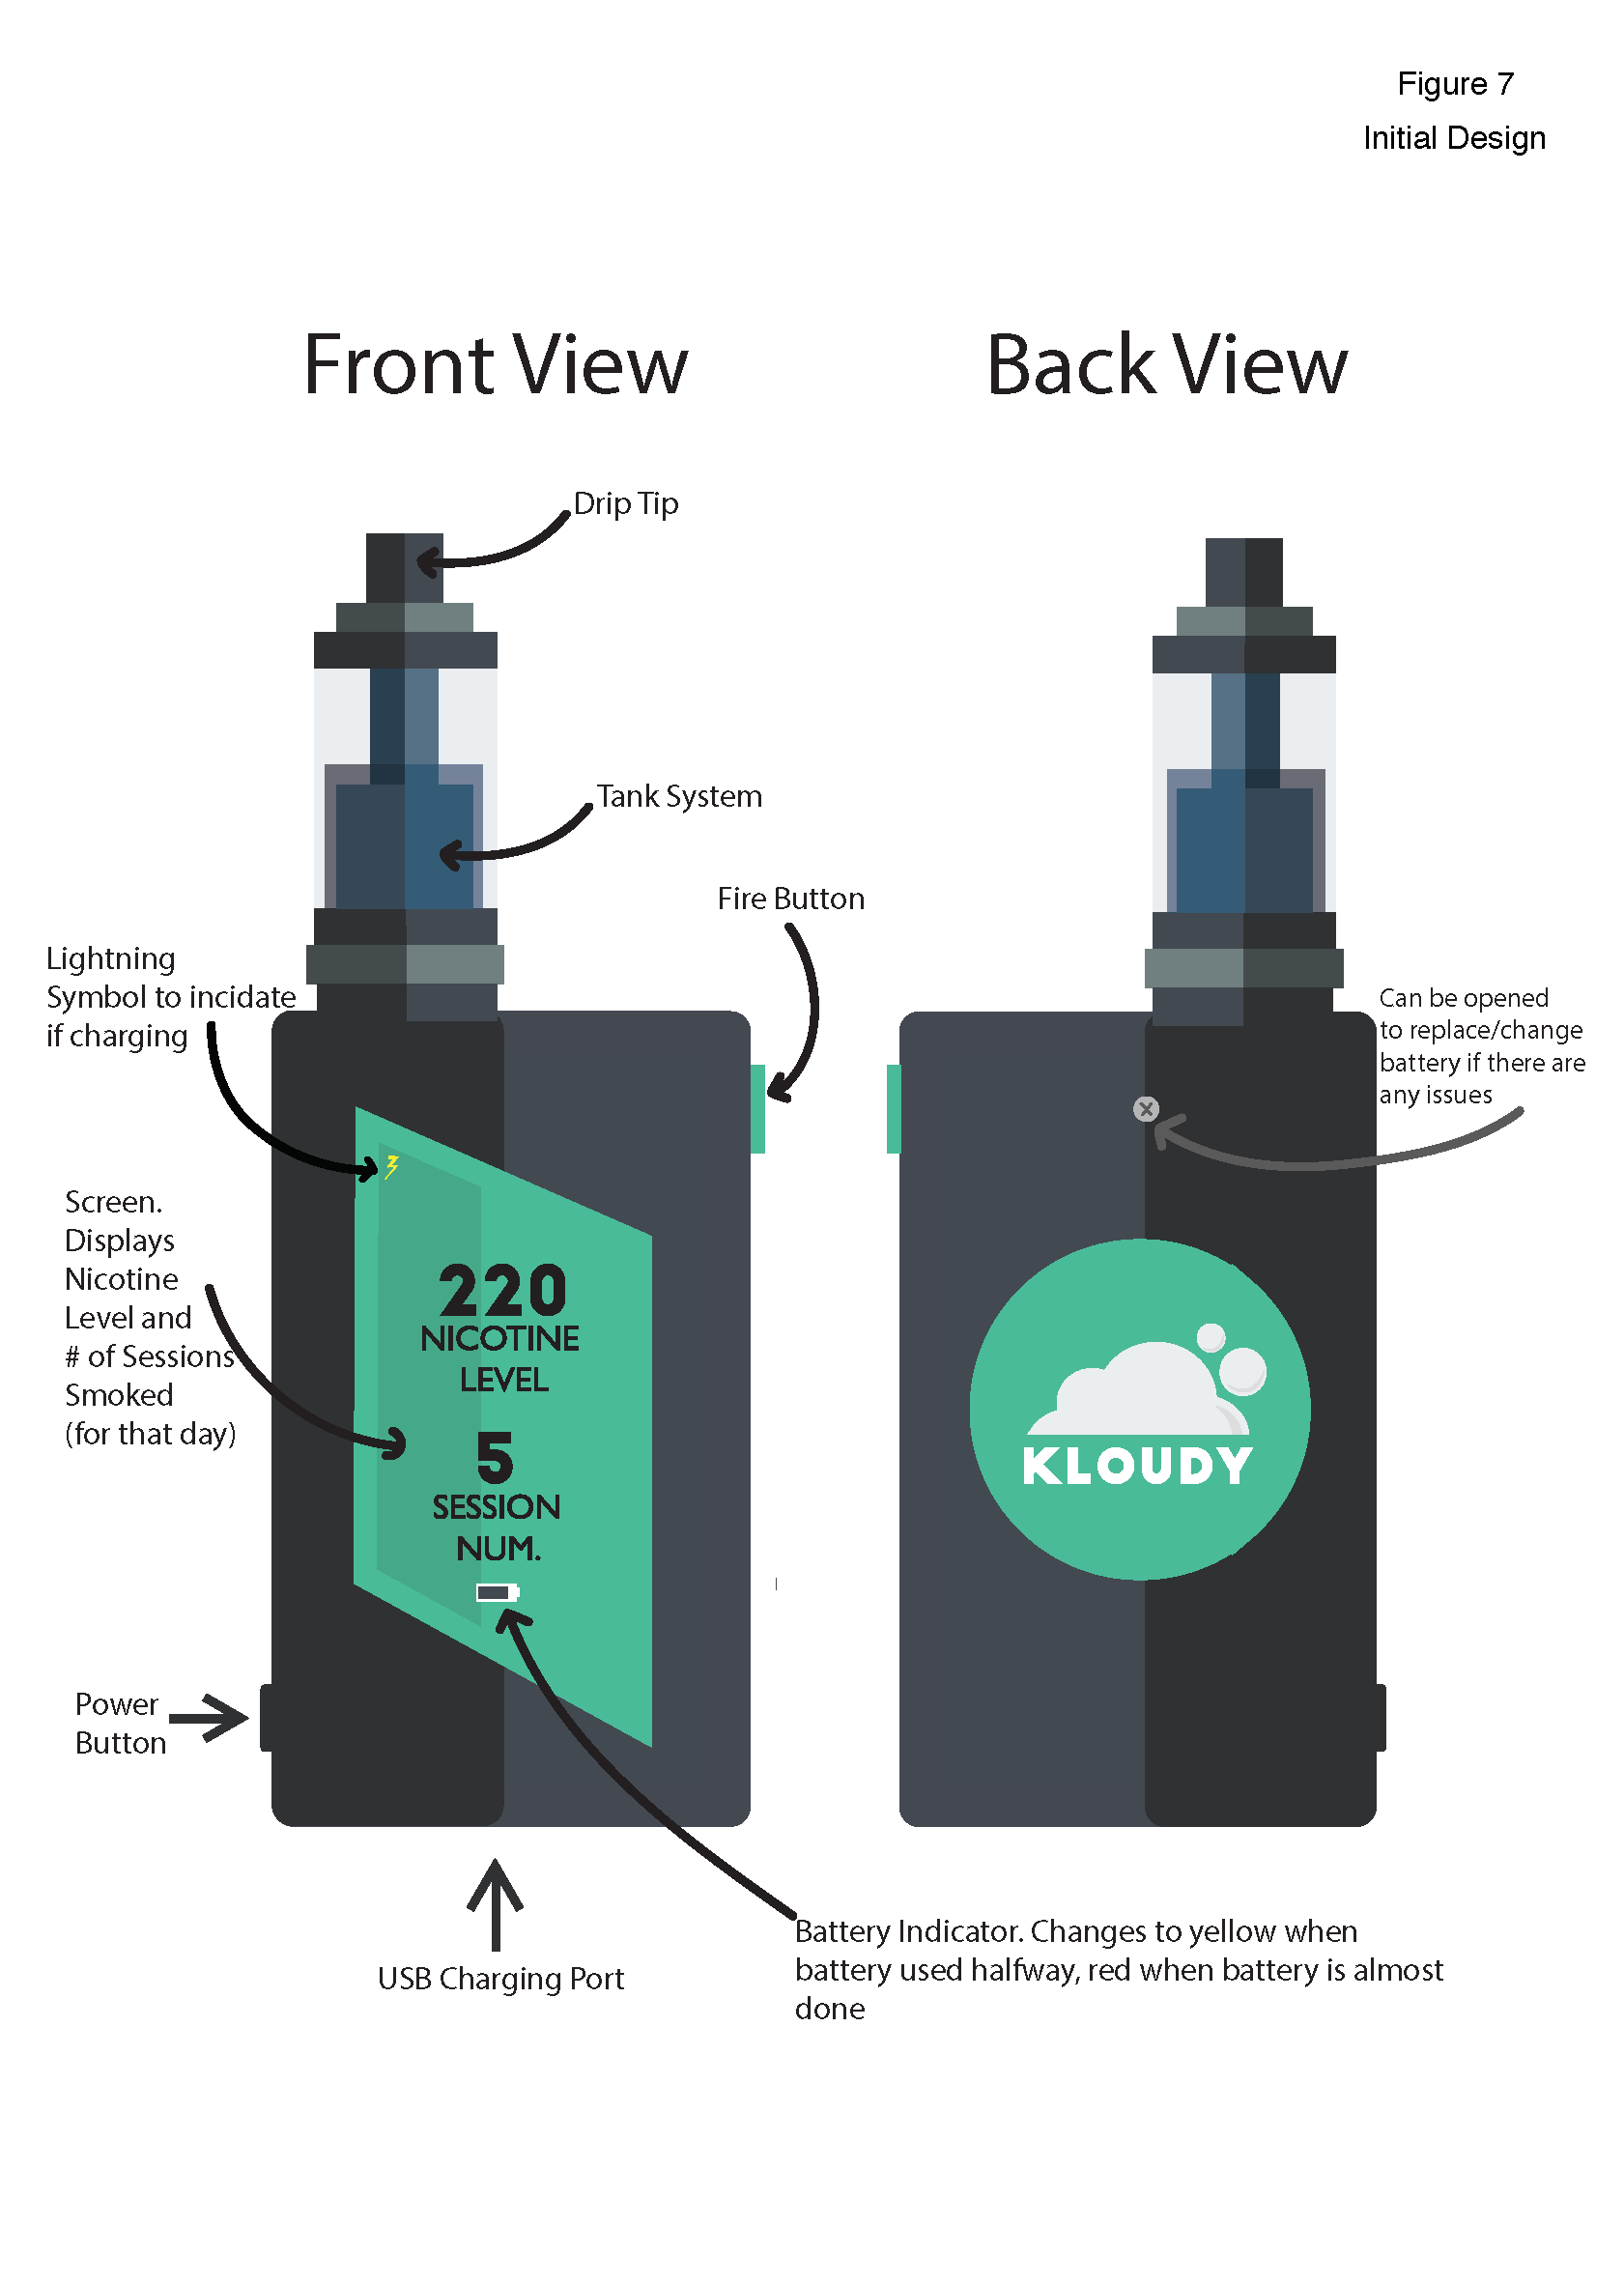 Figure 7
Initial Design
Front View
Back View
Drip Tip
Tank System
Fire Button
Lightning
Symbol to incidate
if charging
Can be opened
to replace/change
battery if there are
any issues
Screen.
Displays
Nicotine
Level and
# of Sessions
Smoked
(for that day)
220
NICOTINE
LEVEL
5
SESSION
NUM.
KLOUDY
Power
Button
USB Charging Port
Battery Indicator. Changes to yellow when
battery used halfway, red when battery is almost
done